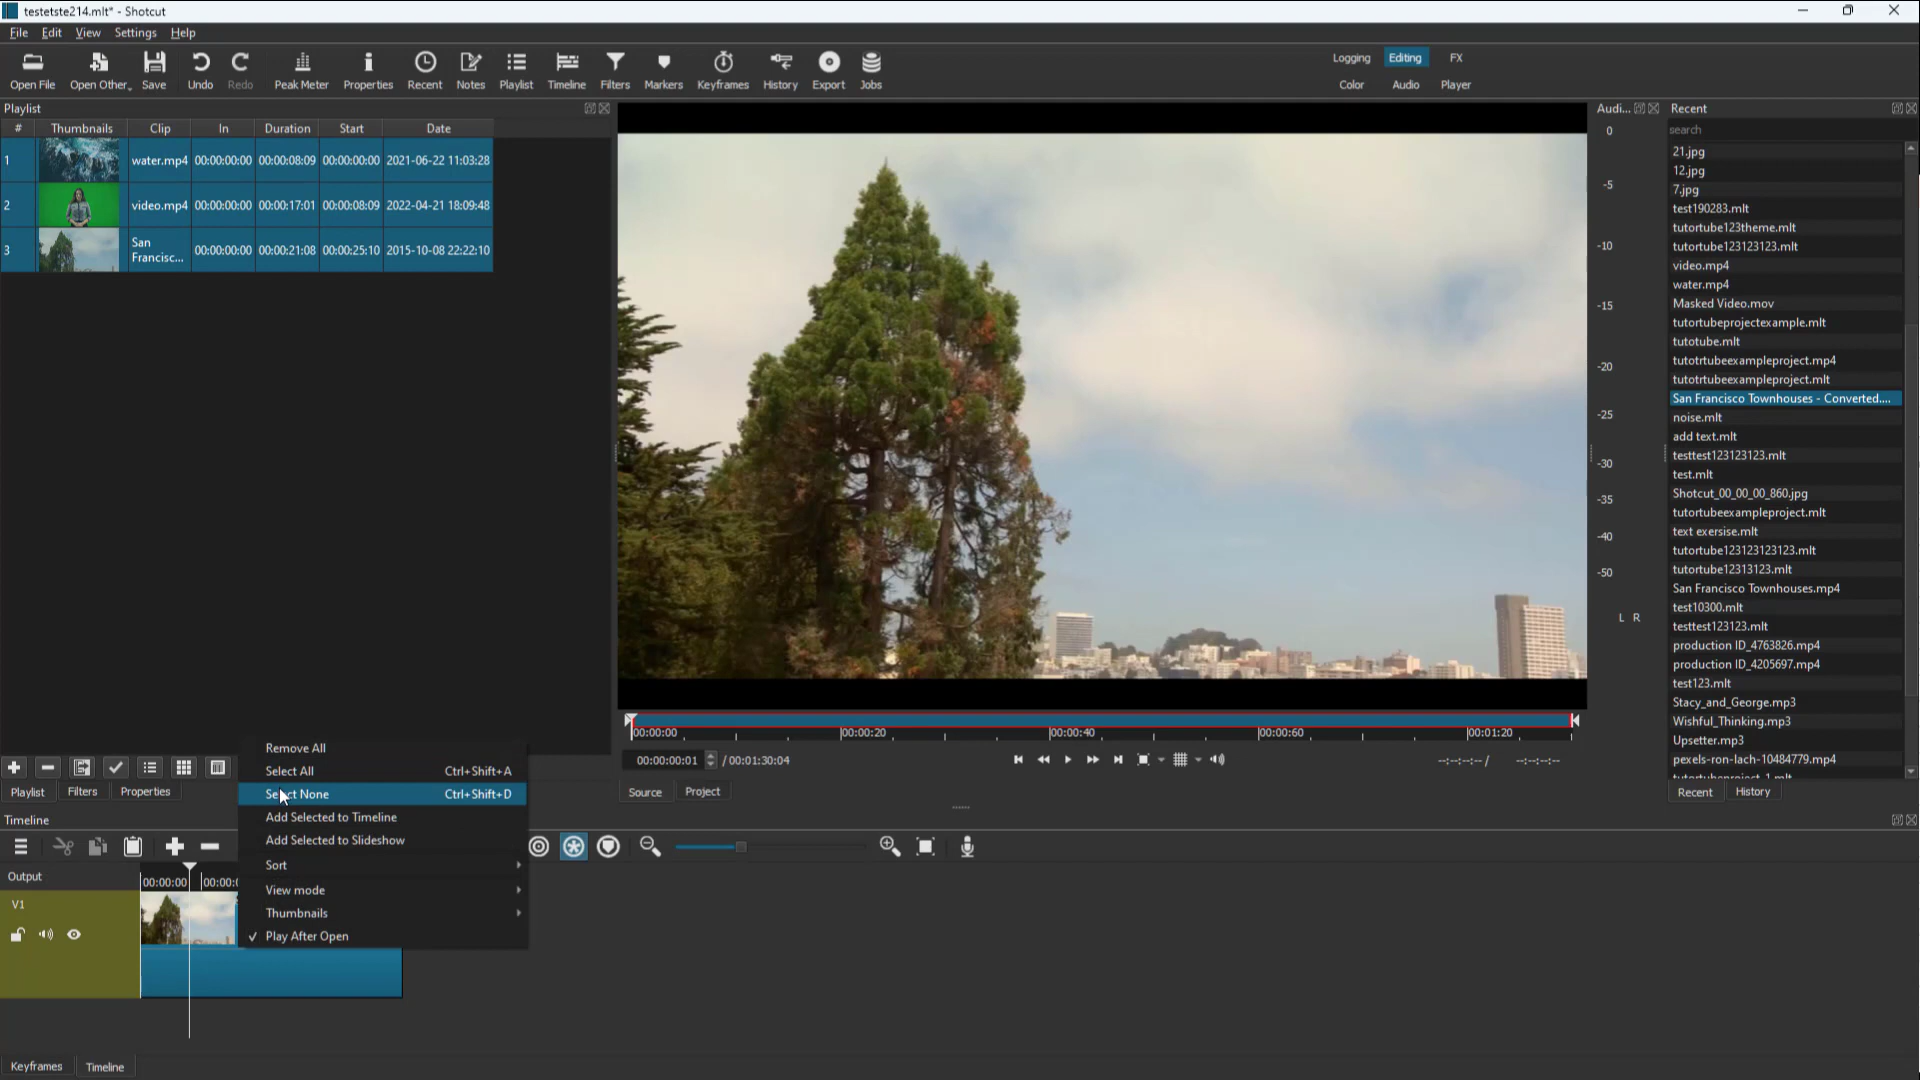 testetste214.mlt* - Shotcut
File Edit View Settings Help
Open File Open Other... Save Undo Redo Peak Meter Properties Recent Notes Playlist Timeline Filters Markers Keyframes History Export Jobs
Logging Editing FX
Color Audio Player
Playlist
# Thumbnails Clip In Duration Start Date
1 water.mp4 00:00:00:00 00:00:08:09 00:00:00:00 2021-06-22 11:03:28
2 video.mp4 00:00:00:00 00:00:17:01 00:00:08:09 2022-04-21 18:09:48
3 San Francisc... 00:00:00:00 00:00:21:08 00:00:25:10 2015-10-08 22:22:10
Audi...
0
-5
-10
-15
-20
-25
-30
-35
-40
-50
L R
Recent
search
21.jpg
12.jpg
7.jpg
test190283.mlt
tutortube123theme.mlt
tutortube123123123.mlt
video.mp4
water.mp4
Masked Video.mov
tutortubeprojectexample.mlt
tutotube.mlt
tutotrtubeexampleproject.mp4
tutotrtubeexampleproject.mlt
San Francisco Townhouses - Converted....
noise.mlt
add text.mlt
testtest123123123.mlt
test.mlt
Shotcut_00_00_00_860.jpg
tutortubeexampleproject.mlt
text exersise.mlt
tutortube123123123123.mlt
tutortube12313123.mlt
San Francisco Townhouses.mp4
test10300.mlt
testtest123123.mlt
production ID_4763826.mp4
production ID_4205697.mp4
test123.mlt
Stacy_and_George.mp3
Wishful_Thinking.mp3
Upsetter.mp3
pexels-ron-lach-10484779.mp4
Recent History
00:00:00 00:00:20 00:00:40 00:00:60 00:01:20
00:00:00:01 / 00:01:30:04 --:--:--:-- / --:--:--:--
Source Project
Playlist Filters Properties
Remove All
Select All Ctrl+Shift+A
Select None Ctrl+Shift+D
Add Selected to Timeline
Add Selected to Slideshow
Sort
View mode
Thumbnails
✓ Play After Open
Timeline
Output
00:00:00
V1
Keyframes Timeline